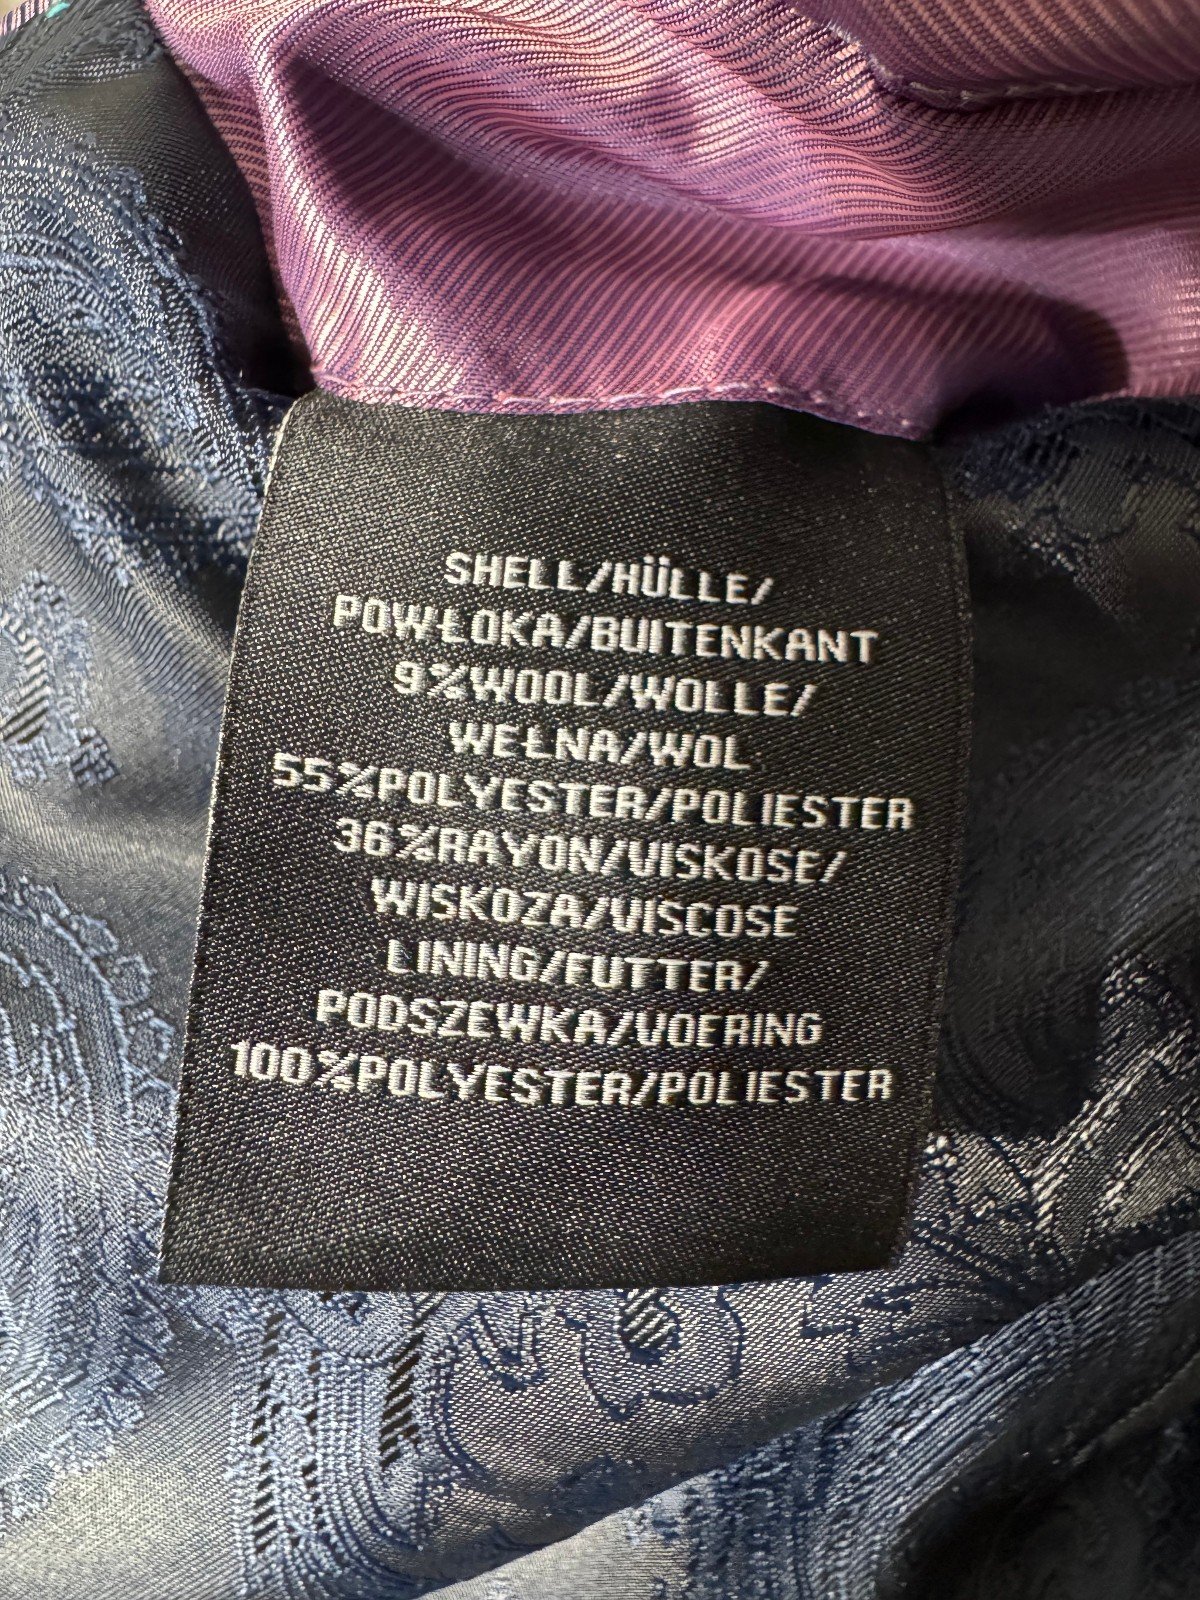 SHELL/HÜLLE/
POWŁOKA/BUITENKANT
9%WOOL/WOLLE/
WEŁNA/WOL
55%POLYESTER/POLIESTER
36%RAYON/VISKOSE/
WISKOZA/VISCOSE
LINING/FUTTER/
PODSZEWKA/VOERING
100%POLYESTER/POLIESTER